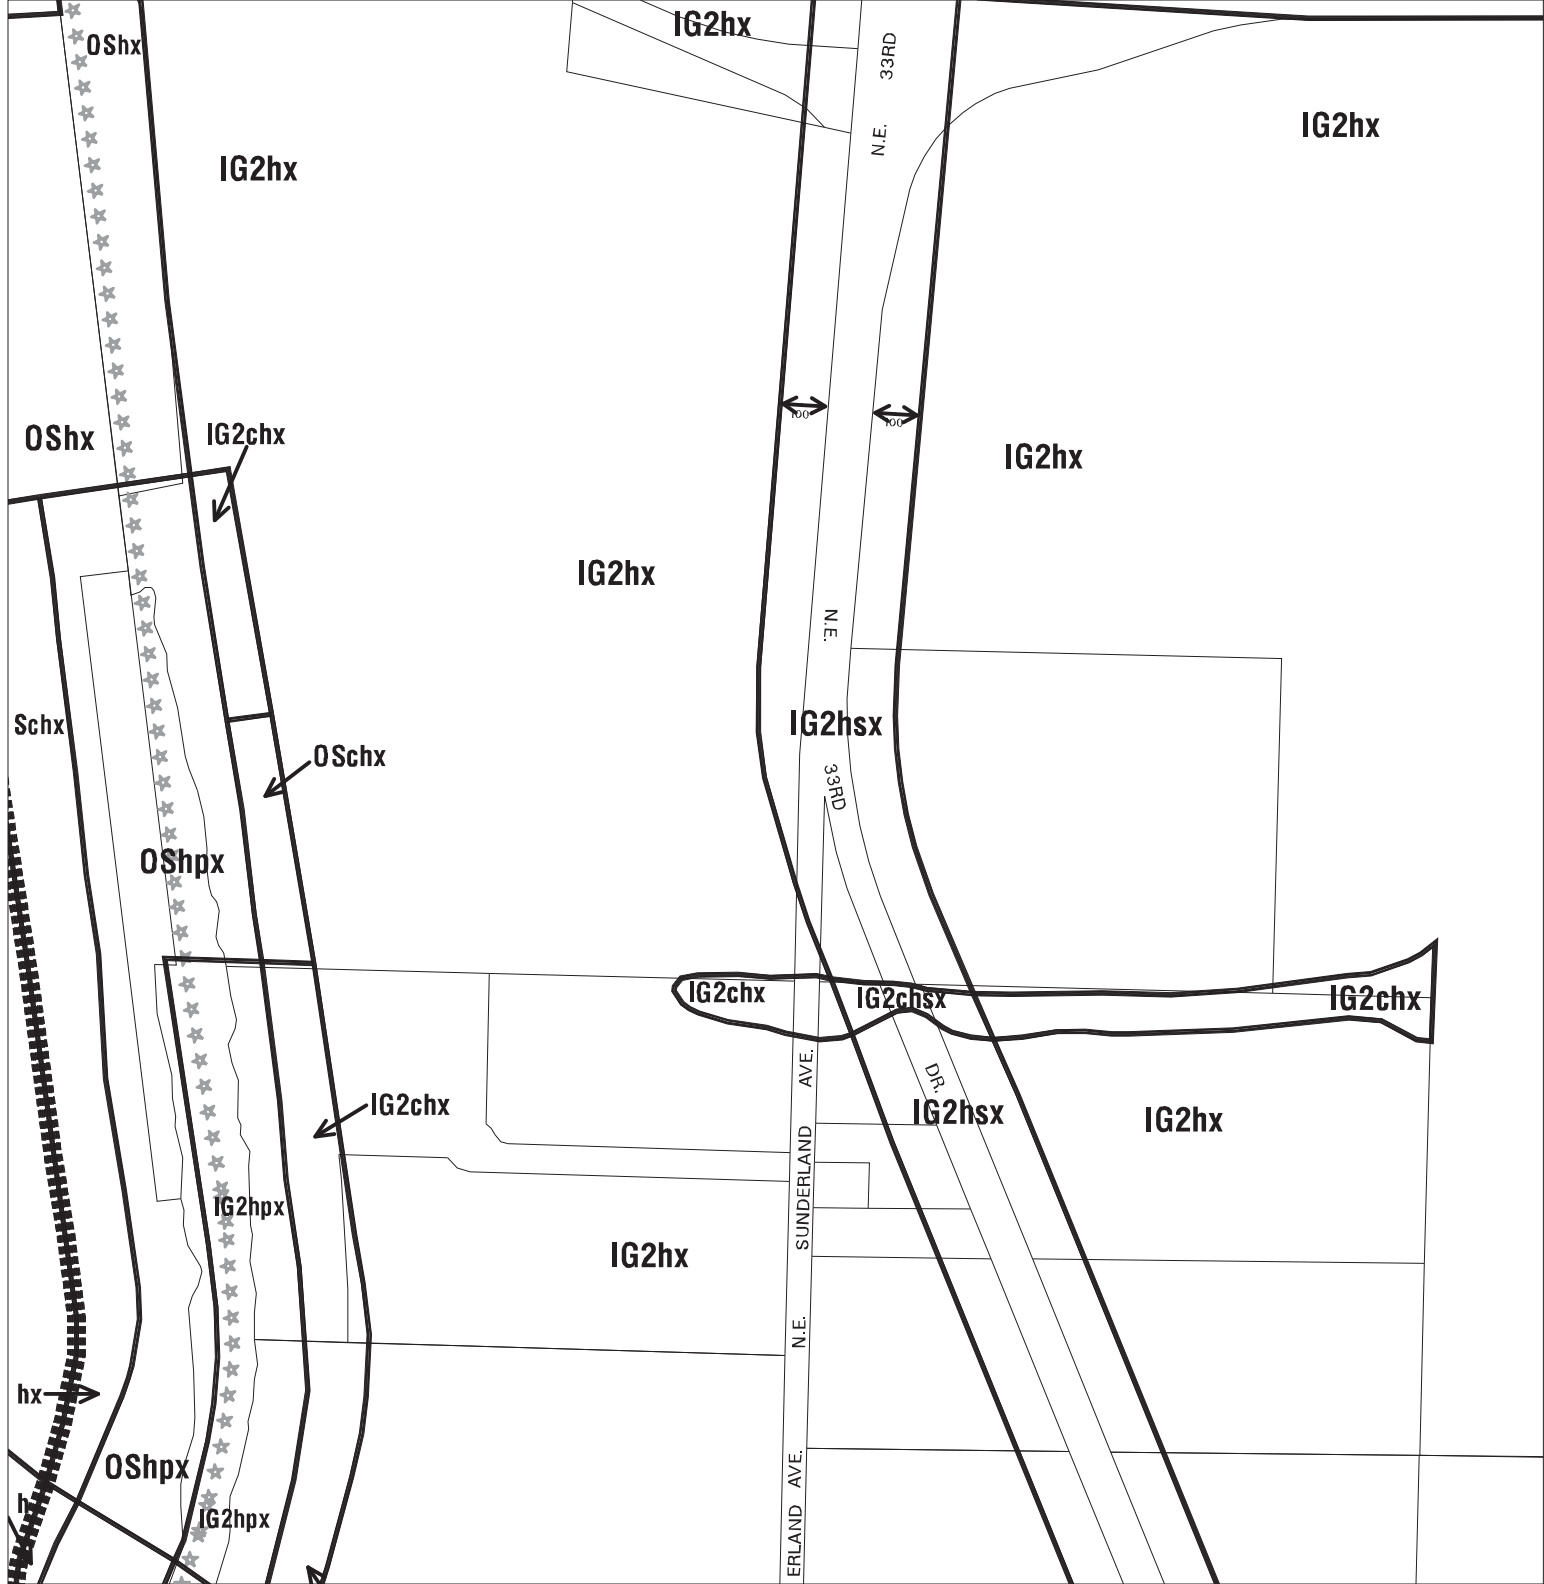 IG2hx
OShx
33RD
IG2hx
N.E.
IG2hx
100
100
OShx
IG2chx
IG2hx
IG2hx
N.E.
Schx
IG2hsx
OSchx
33RD
OShpx
IG2chx
IG2chsx
IG2chx
AVE.
DR.
IG2chx
IG2hsx
IG2hx
SUNDERLAND
IG2hpx
IG2hx
N.E.
hx
OShpx
AVE.
h
IG2hpx
ERLAND